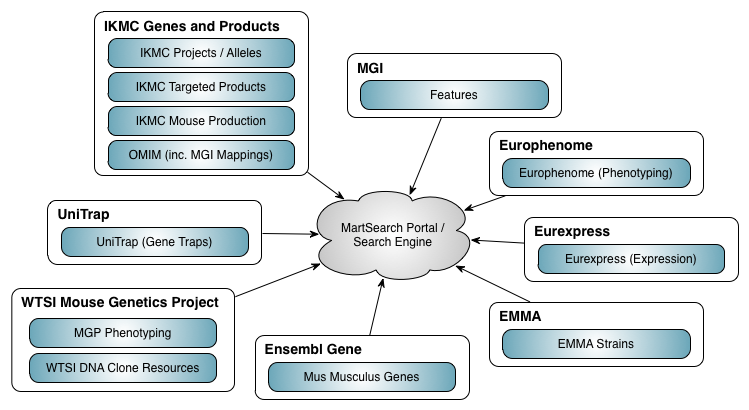 IKMC Genes and Products
IKMC Projects / Alleles
IKMC Targeted Products
IKMC Mouse Production
OMIM (inc. MGI Mappings)
MGI
Features
Europhenome
Europhenome (Phenotyping)
UniTrap
UniTrap (Gene Traps)
MartSearch Portal /
Search Engine
Eurexpress
Eurexpress (Expression)
WTSI Mouse Genetics Project
MGP Phenotyping
WTSI DNA Clone Resources
Ensembl Gene
Mus Musculus Genes
EMMA
EMMA Strains